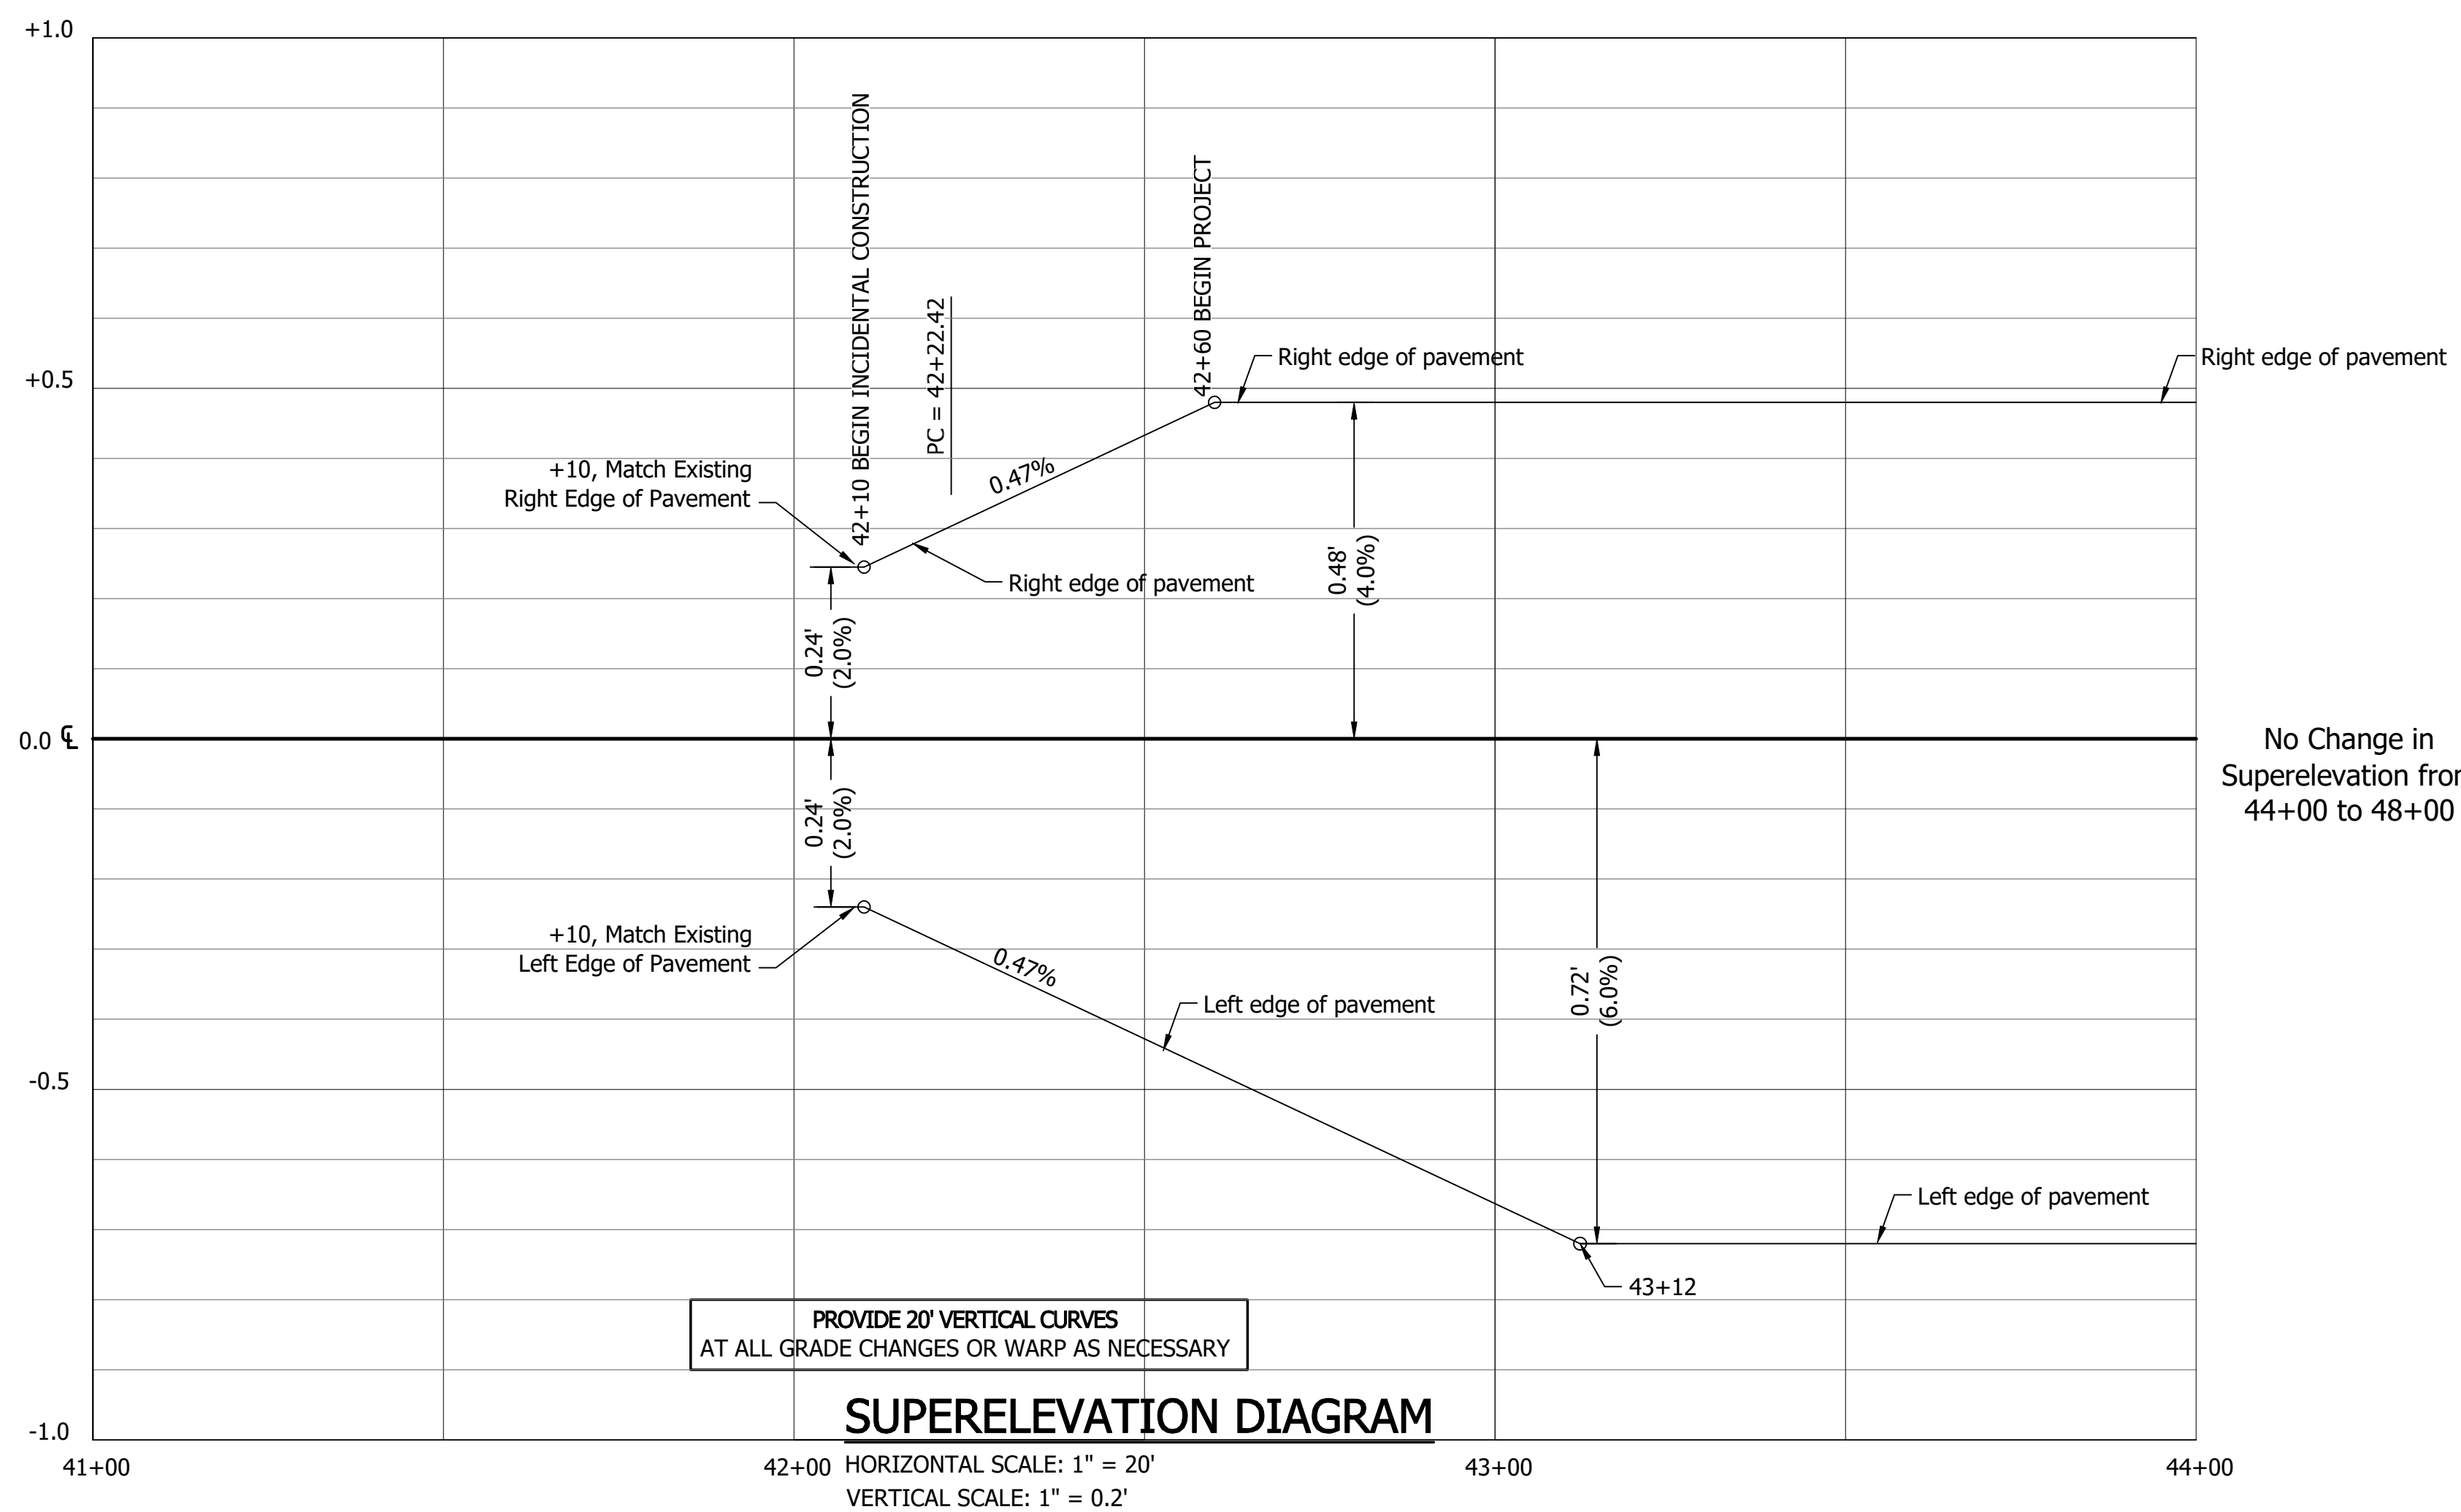 +1.0
+0.5
0.0 ℄
-0.5
-1.0
42+10 BEGIN INCIDENTAL CONSTRUCTION
PC = 42+22.42
42+60 BEGIN PROJECT
Right edge of pavement
Right edge of pavement
+10, Match Existing
Right Edge of Pavement
0.47%
Right edge of pavement
0.48'
(4.0%)
0.24'
(2.0%)
No Change in
Superelevation from
44+00 to 48+00
0.24'
(2.0%)
+10, Match Existing
Left Edge of Pavement
0.47%
Left edge of pavement
0.72'
(6.0%)
Left edge of pavement
43+12
PROVIDE 20' VERTICAL CURVES
AT ALL GRADE CHANGES OR WARP AS NECESSARY
SUPERELEVATION DIAGRAM
41+00
42+00
43+00
44+00
HORIZONTAL SCALE: 1" = 20'
VERTICAL SCALE: 1" = 0.2'